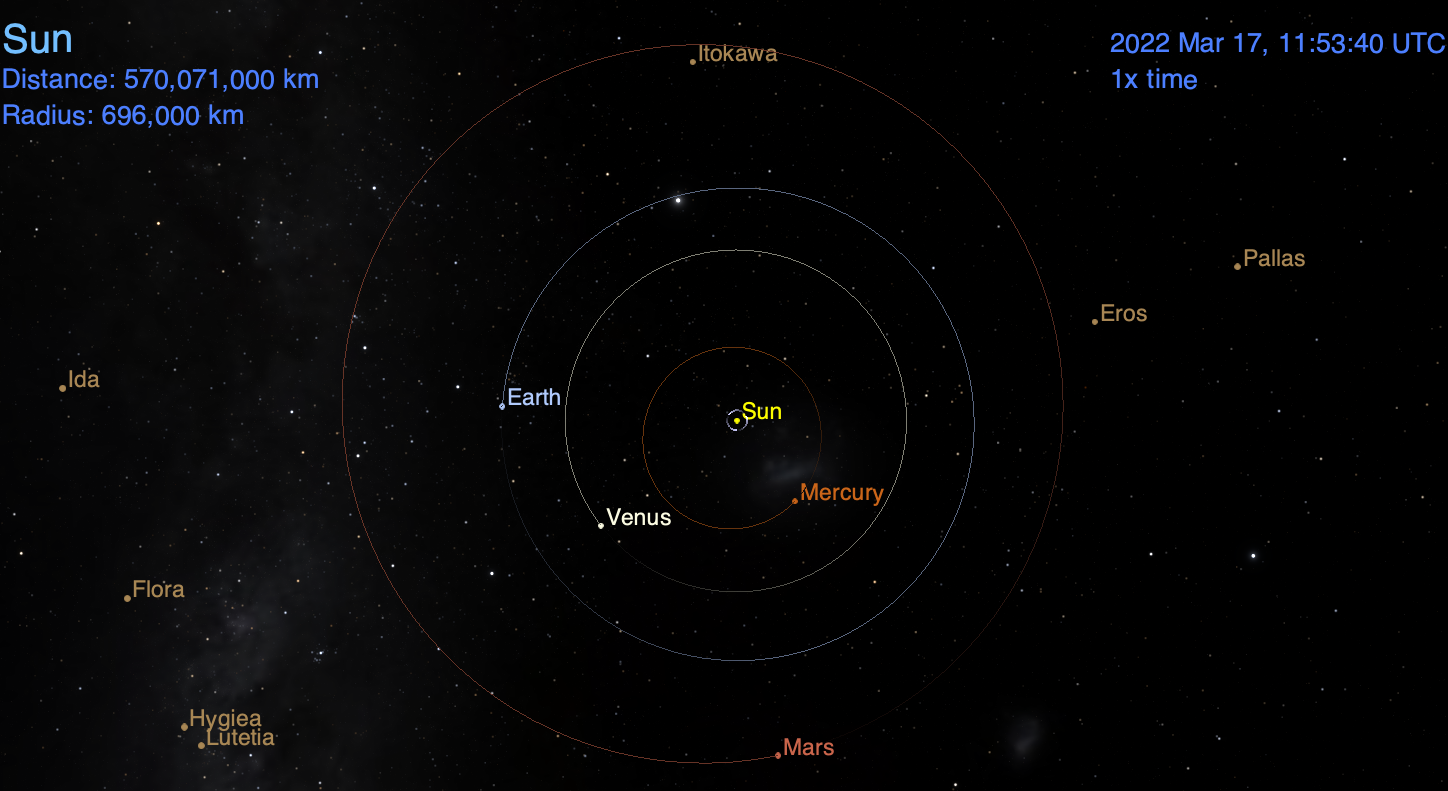 Sun
Distance: 570,071,000 km
Radius: 696,000 km
2022 Mar 17, 11:53:40 UTC
1x time
Itokawa
Pallas
Eros
Ida
Earth
Sun
Mercury
Venus
Flora
Hygiea
Lutetia
Mars